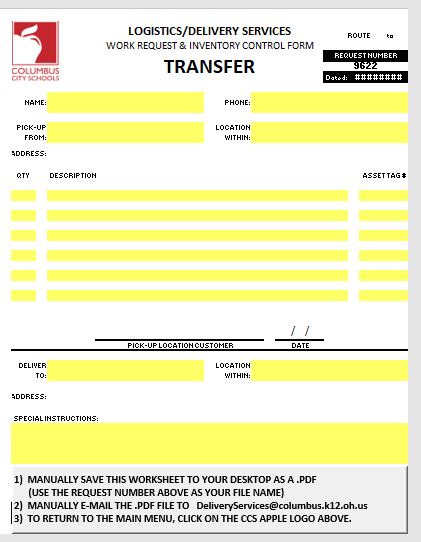 LOGISTICS/DELIVERY SERVICES
WORK REQUEST & INVENTORY CONTROL FORM
TRANSFER
COLUMBUS
CITY SCHOOLS
ROUTE to
REQUEST NUMBER
9622
Dated: ########
NAME: PHONE:
PICK-UP LOCATION
FROM: WITHIN:
ADDRESS:
QTY DESCRIPTION ASSET TAG #
/ /
PICK-UP LOCATION CUSTOMER DATE
DELIVER LOCATION
TO: WITHIN:
ADDRESS:
SPECIAL INSTRUCTIONS:
1) MANUALLY SAVE THIS WORKSHEET TO YOUR DESKTOP AS A .PDF
(USE THE REQUEST NUMBER ABOVE AS YOUR FILE NAME)
2) MANUALLY E-MAIL THE .PDF FILE TO DeliveryServices@columbus.k12.oh.us
3) TO RETURN TO THE MAIN MENU, CLICK ON THE CCS APPLE LOGO ABOVE.